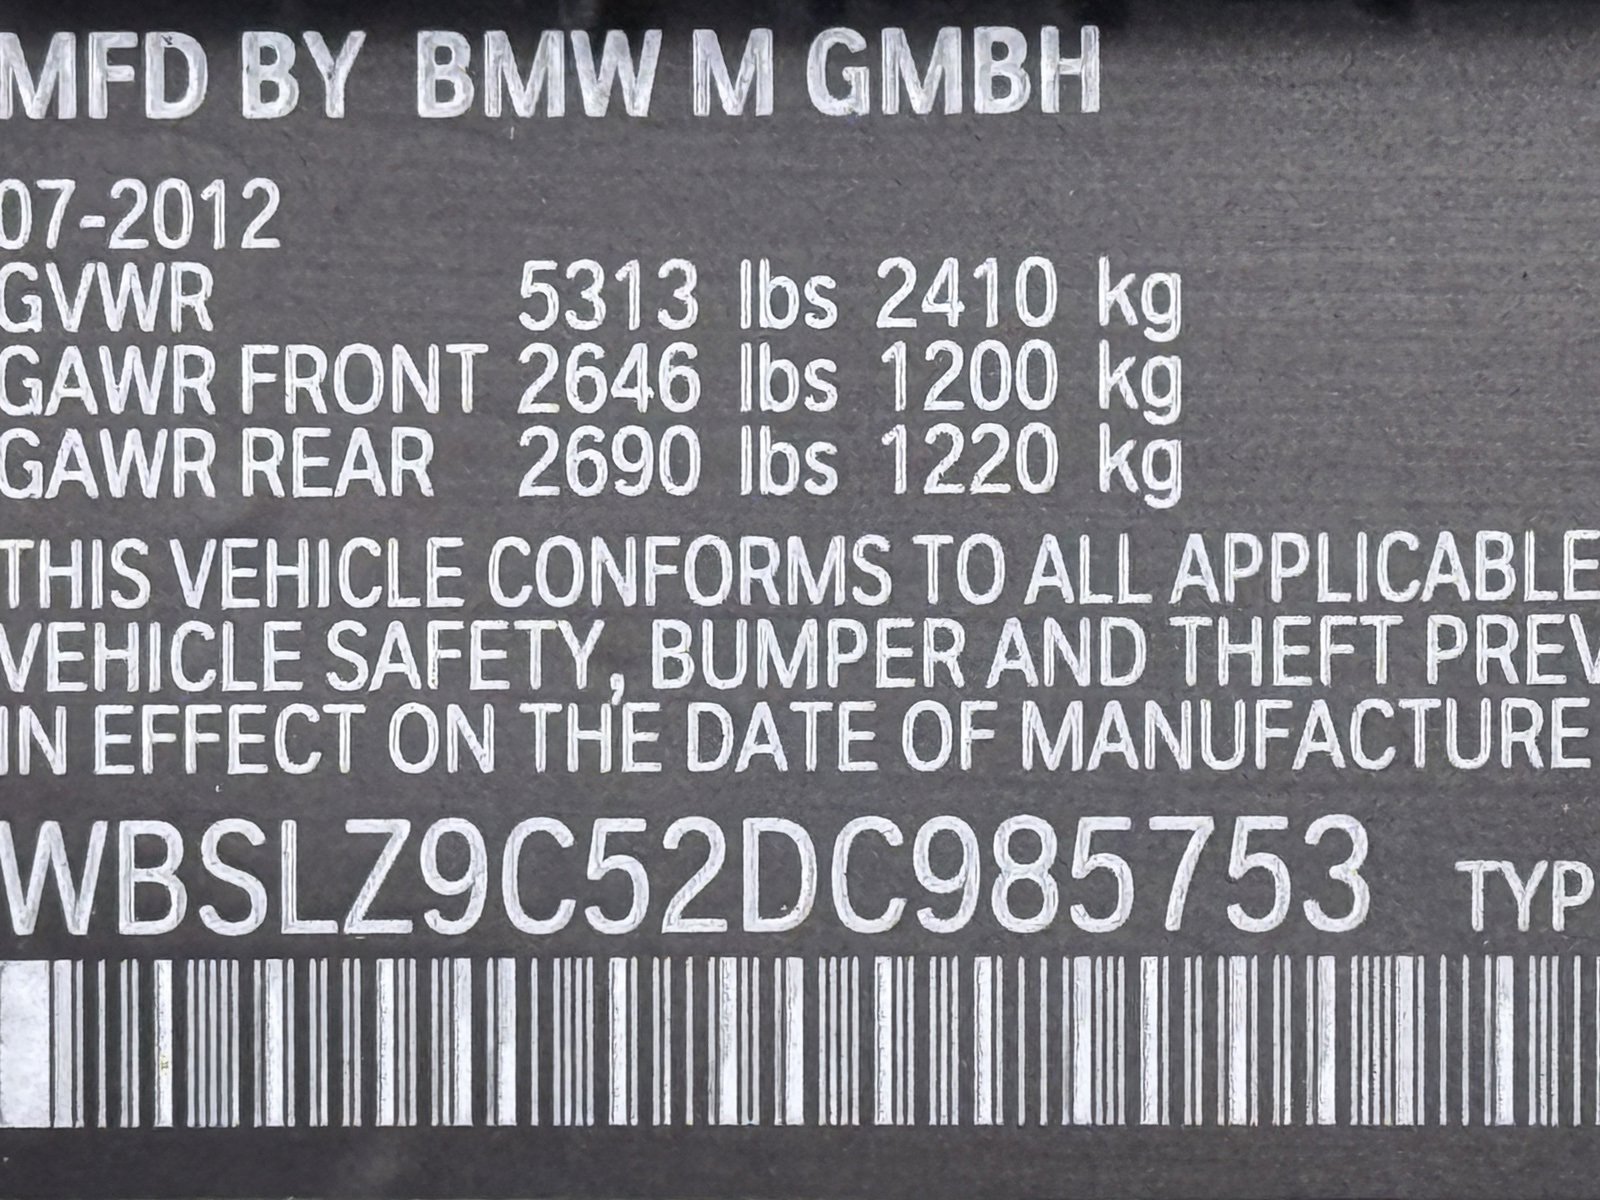 MFD BY BMW M GMBH
07-2012
GVWR 5313 lbs 2410 kg
GAWR FRONT 2646 lbs 1200 kg
GAWR REAR 2690 lbs 1220 kg
THIS VEHICLE CONFORMS TO ALL APPLICABLE
VEHICLE SAFETY, BUMPER AND THEFT PREV
IN EFFECT ON THE DATE OF MANUFACTURE
WBSLZ9C52DC985753 TYP